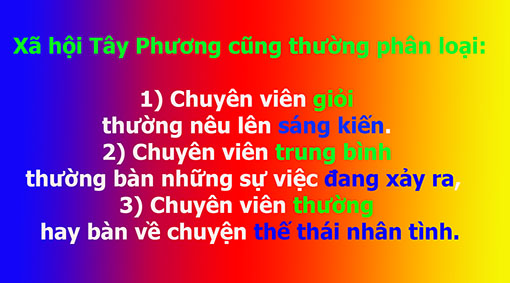 Xã hội Tây Phương cũng thường phân loại:
1) Chuyên viên giỏi
thường nêu lên sáng kiến.
2) Chuyên viên trung bình
thường bàn những sự việc đang xảy ra,
3) Chuyên viên thường
hay bàn về chuyện thế thái nhân tình.